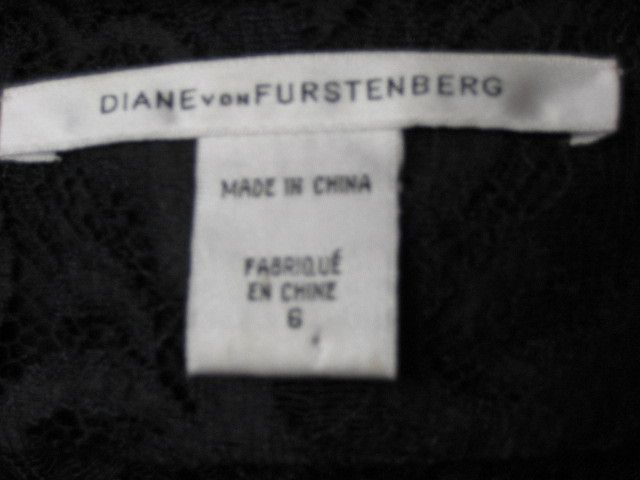 DIANE VON FURSTENBERG
MADE IN CHINA
FABRIQUÉ
EN CHINE
6